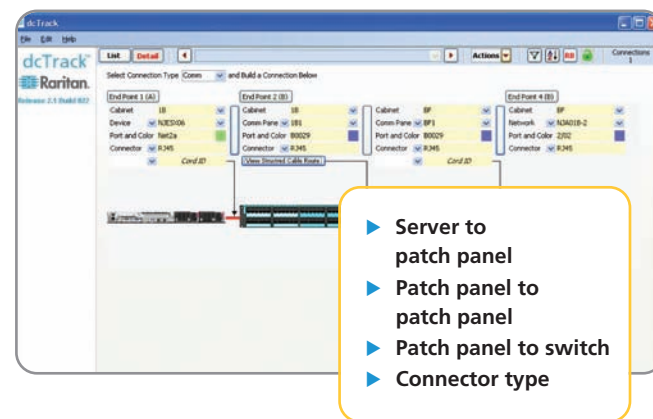 dcTrack
File Edit Help
dcTrack™
Raritan.
Release 2.1 Build 022
List Detail Actions Connections
1
Select Connection Type Comm and Build a Connection Below
End Point 1 (A) End Point 2 (B) End Point 4 (B)
Cabinet 1B Cabinet 1B Cabinet BF Cabinet BF
Device NJESX06 Comm Pane 1B1 Comm Pane BF1 Network NJA01B-2
Port and Color Net2a Port and Color B0029 Port and Color B0029 Port and Color 2/02
Connector RJ45 Connector RJ45 Connector RJ45 Connector RJ45
Cord ID View Structed Cable Route Cord ID
Server to
patch panel
Patch panel to
patch panel
Patch panel to switch
Connector type